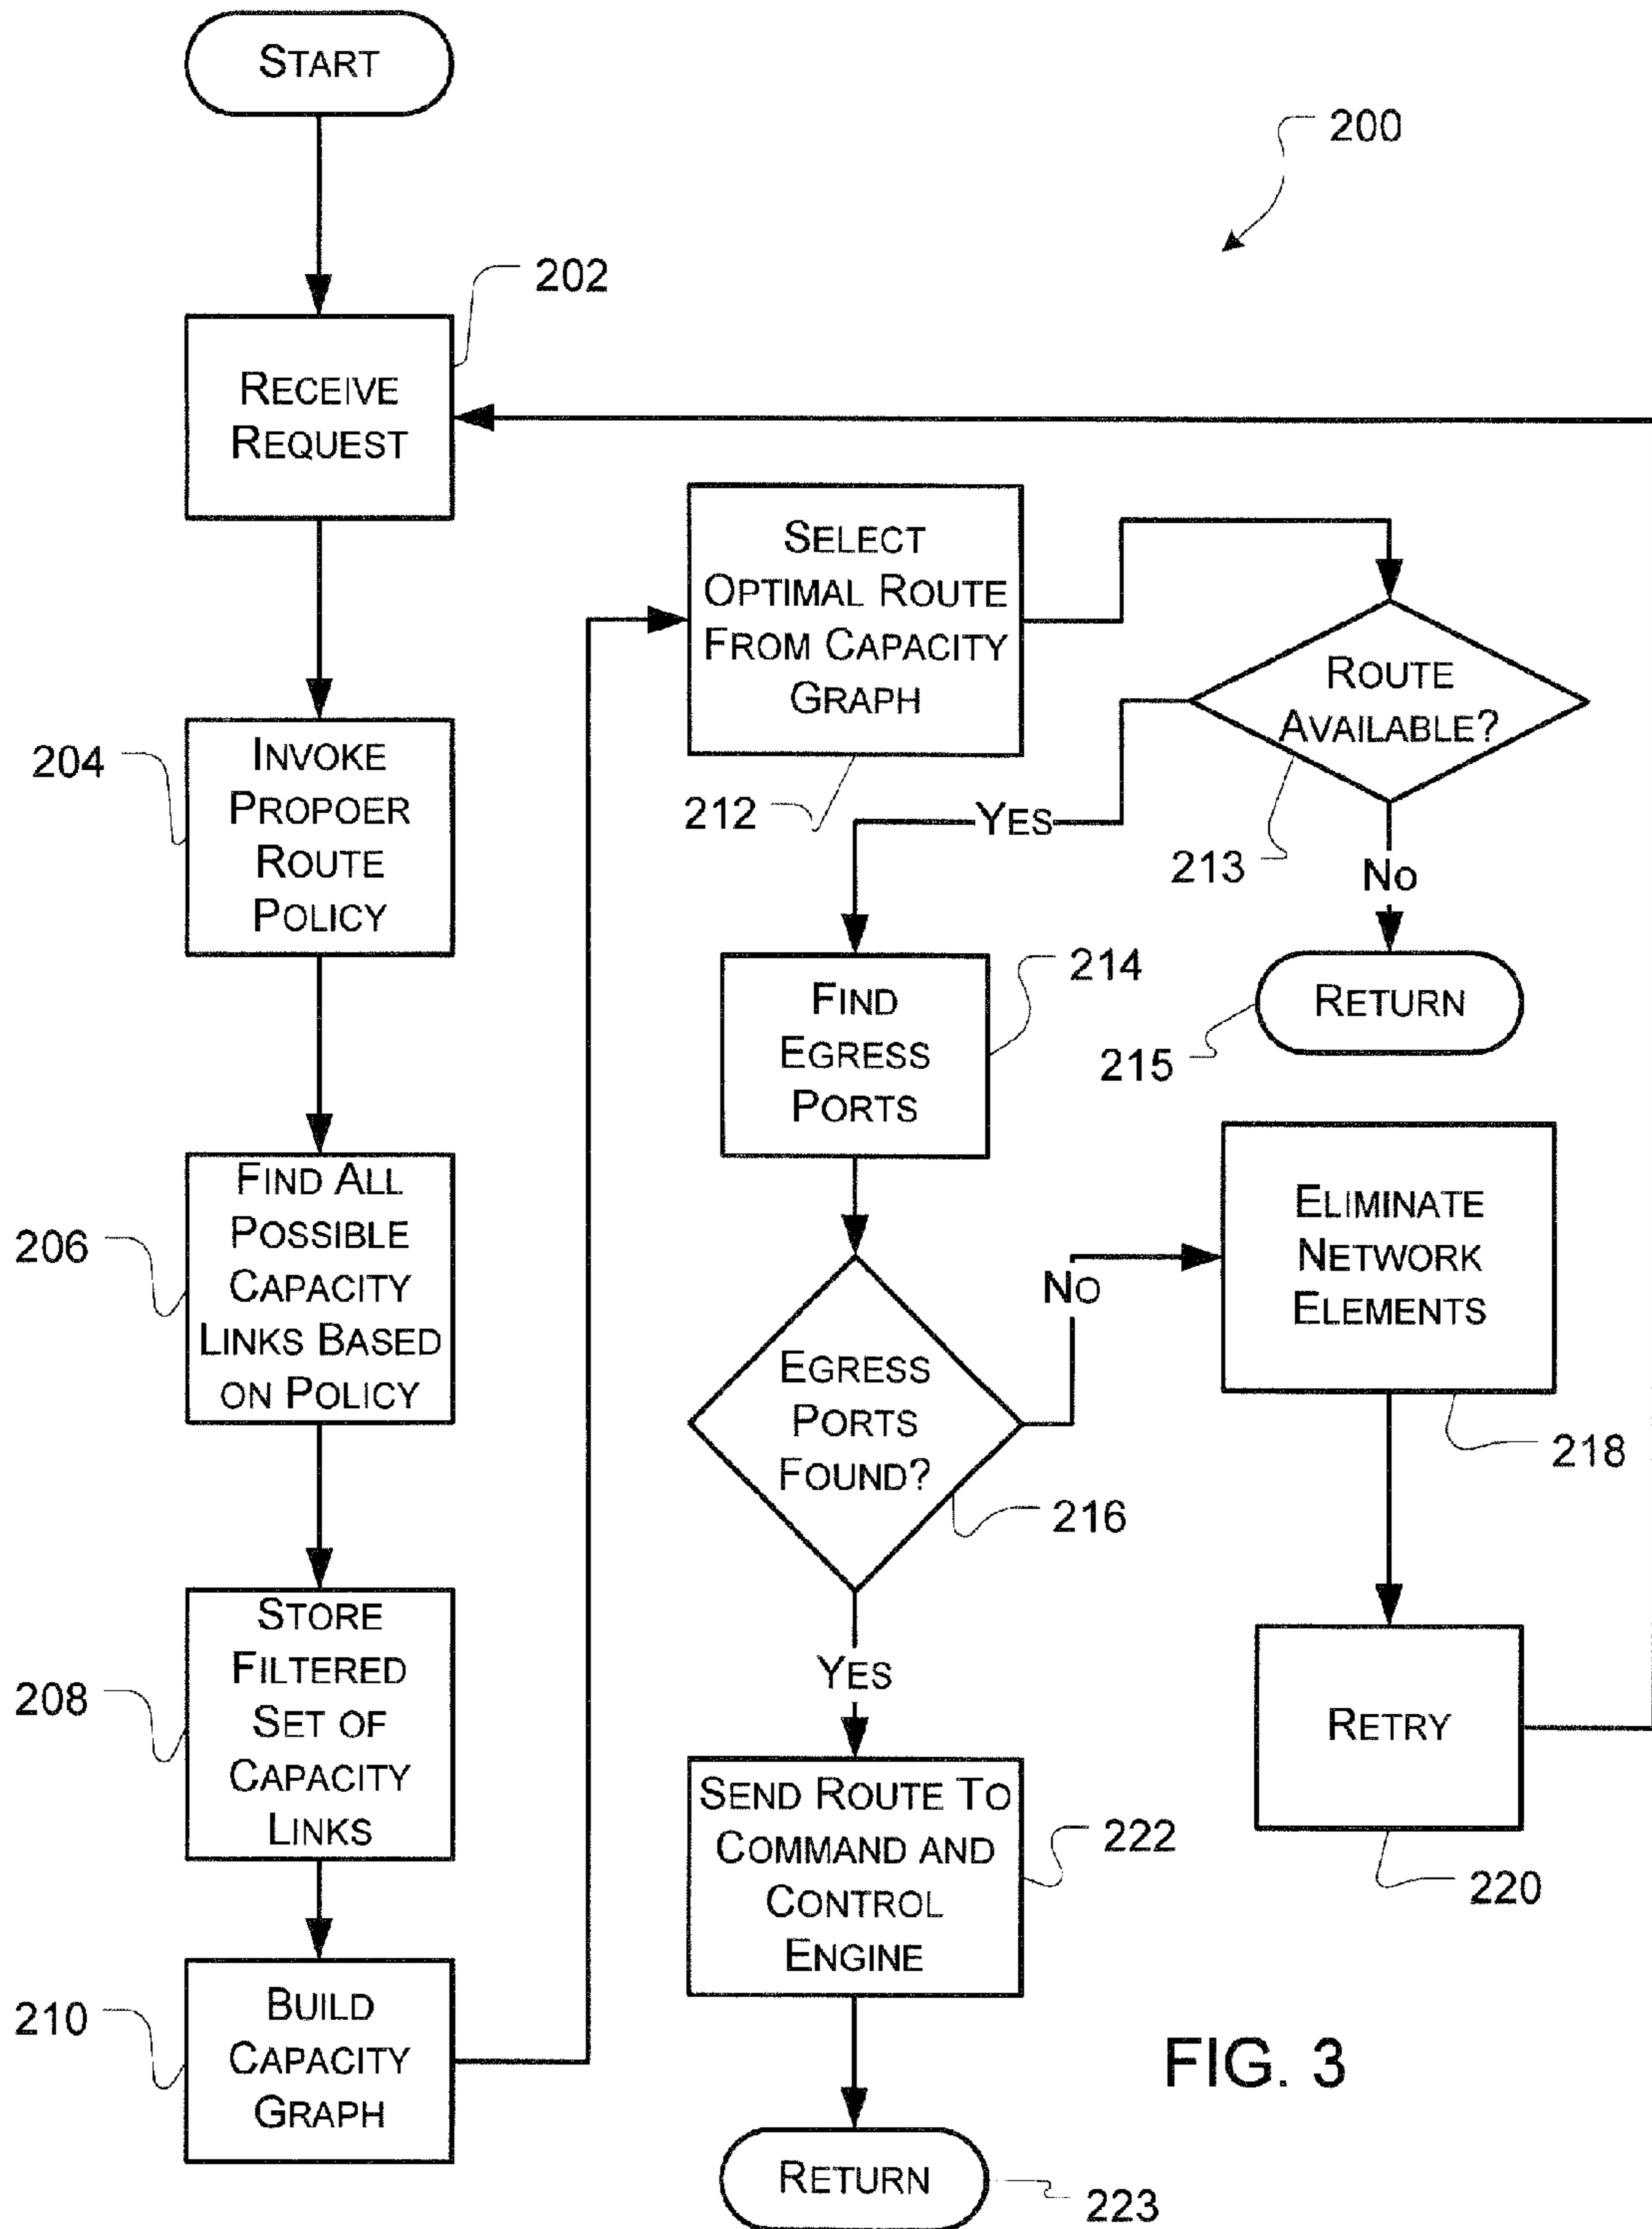 START
200
202
RECEIVE
REQUEST
204
INVOKE
PROPOER
ROUTE
POLICY
206
FIND ALL
POSSIBLE
CAPACITY
LINKS BASED
ON POLICY
208
STORE
FILTERED
SET OF
CAPACITY
LINKS
210
BUILD
CAPACITY
GRAPH
SELECT
OPTIMAL ROUTE
FROM CAPACITY
GRAPH
212
ROUTE
AVAILABLE?
213
YES
NO
RETURN
215
FIND
EGRESS
PORTS
214
EGRESS
PORTS
FOUND?
216
NO
ELIMINATE
NETWORK
ELEMENTS
218
RETRY
220
YES
SEND ROUTE TO
COMMAND AND
CONTROL
ENGINE
222
RETURN
223
FIG. 3